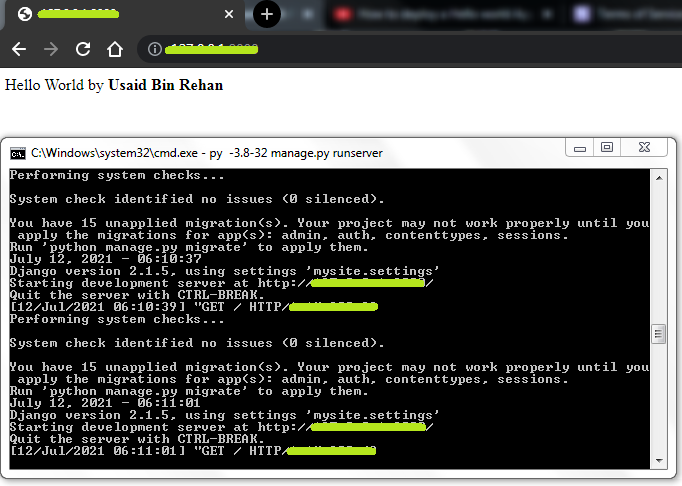 How to deploy a Hello world
Terms of Service
Hello World by Usaid Bin Rehan
C:\Windows\system32\cmd.exe - py -3.8-32 manage.py runserver
Performing system checks...
System check identified no issues (0 silenced).
You have 15 unapplied migration(s). Your project may not work properly until you
apply the migrations for app(s): admin, auth, contenttypes, sessions.
Run 'python manage.py migrate' to apply them.
July 12, 2021 - 06:10:37
Django version 2.1.5, using settings 'mysite.settings'
Starting development server at http:/ /
Quit the server with CTRL-BREAK.
[12/Jul/2021 06:10:39] "GET / HTTP/
Performing system checks...
System check identified no issues (0 silenced).
You have 15 unapplied migration(s). Your project may not work properly until you
apply the migrations for app(s): admin, auth, contenttypes, sessions.
Run 'python manage.py migrate' to apply them.
July 12, 2021 - 06:11:01
Django version 2.1.5, using settings 'mysite.settings'
Starting development server at http:/ /
Quit the server with CTRL-BREAK.
[12/Jul/2021 06:11:01] "GET / HTTP/